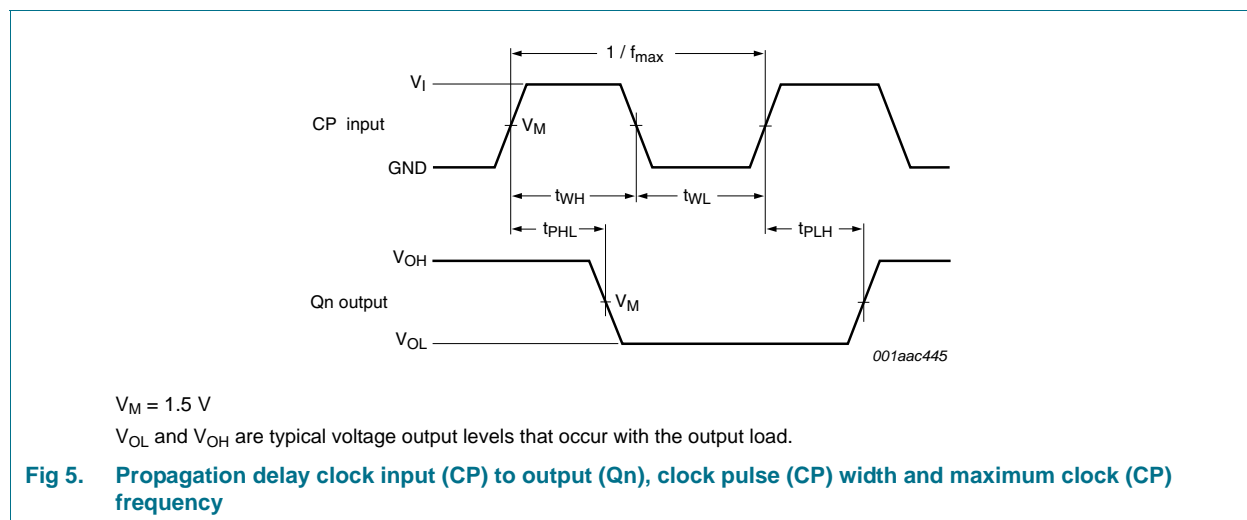 1 / fmax
VI
CP input
VM
GND
tWH
tWL
tPHL
tPLH
VOH
Qn output
VM
VOL
001aac445
VM = 1.5 V
VOL and VOH are typical voltage output levels that occur with the output load.
Fig 5. Propagation delay clock input (CP) to output (Qn), clock pulse (CP) width and maximum clock (CP)
frequency